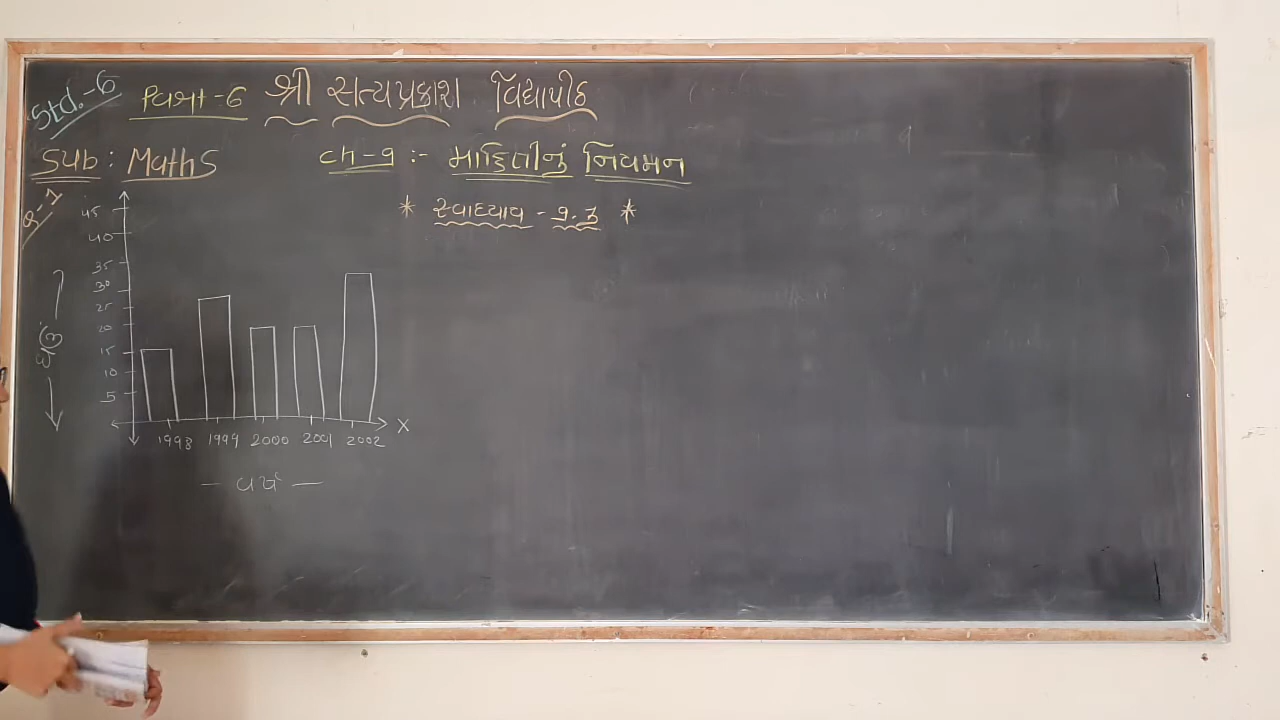 Std.-6 વિભાગ-6 શ્રી સત્યપ્રકાશ વિદ્યાપીઠ
Sub : Maths
Ch-9 :- માહિતીનું નિયમન
* સ્વાધ્યાય - 9.3 *
45
40
35
30
25
20
15
10
5
ઘઉં
1998 1999 2000 2001 2002 X
— વર્ષ —